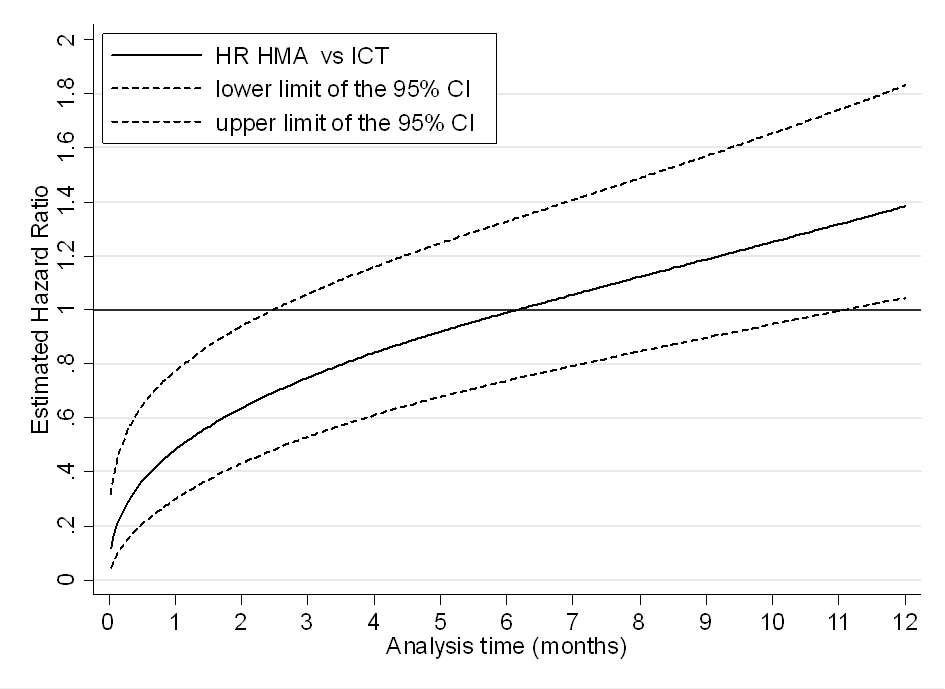 HR HMA vs ICT
lower limit of the 95% CI
upper limit of the 95% CI
Estimated Hazard Ratio
2
1.8
1.6
1.4
1.2
1
.8
.6
.4
.2
0
0 1 2 3 4 5 6 7 8 9 10 11 12
Analysis time (months)